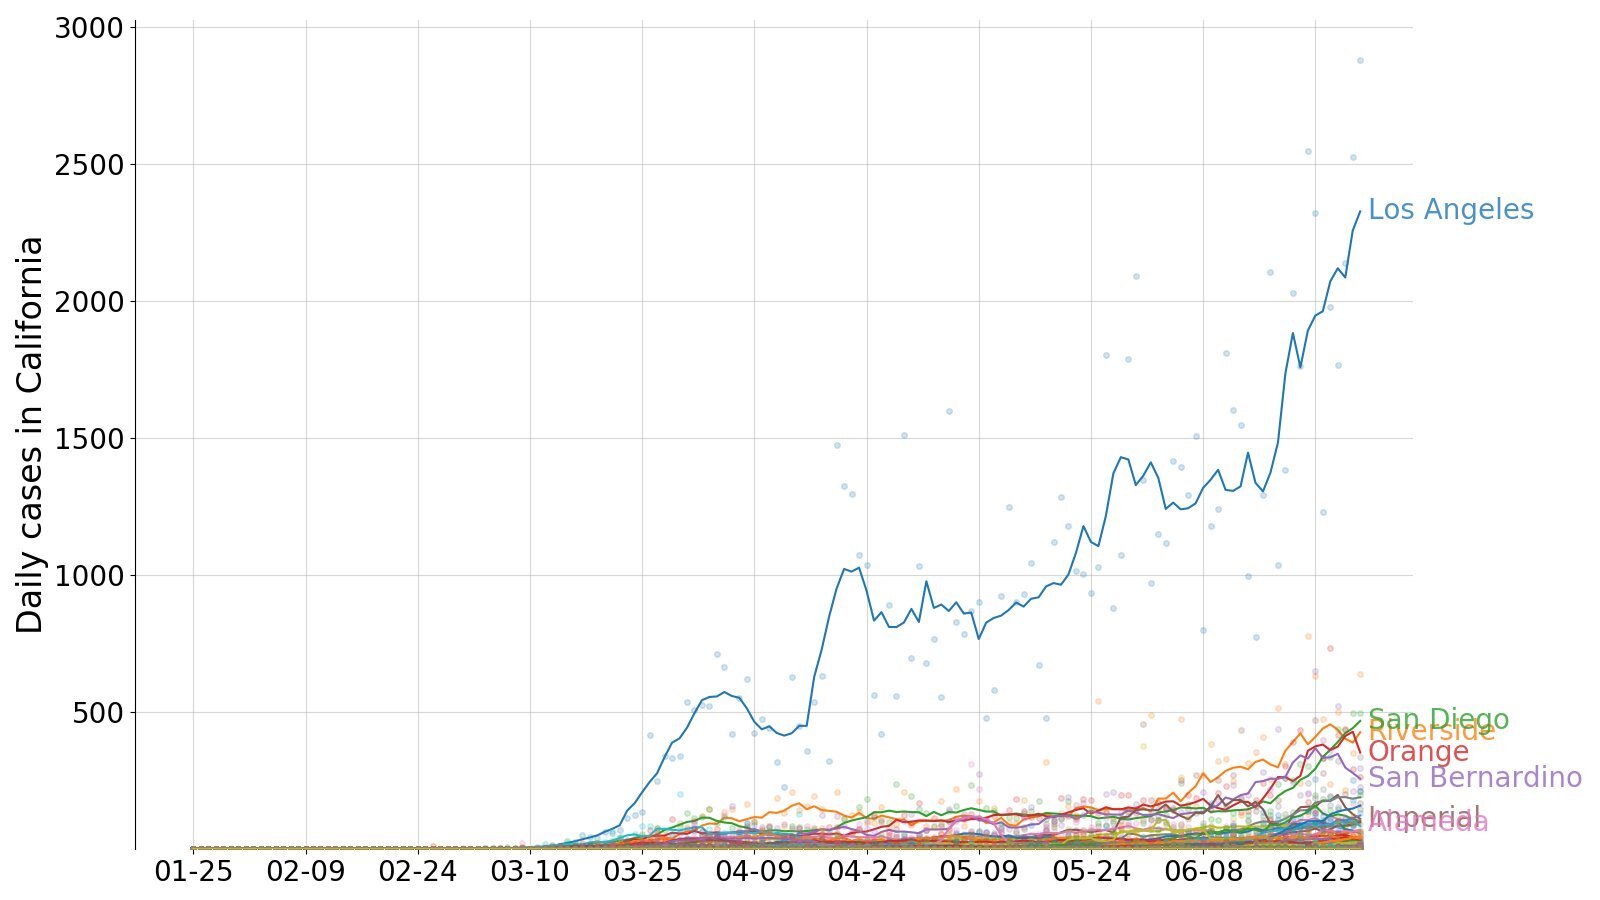 Daily cases in California
3000
2500
2000
1500
1000
500
Los Angeles
San Diego
Riverside
Orange
San Bernardino
Imperial
Alameda
01-25 02-09 02-24 03-10 03-25 04-09 04-24 05-09 05-24 06-08 06-23